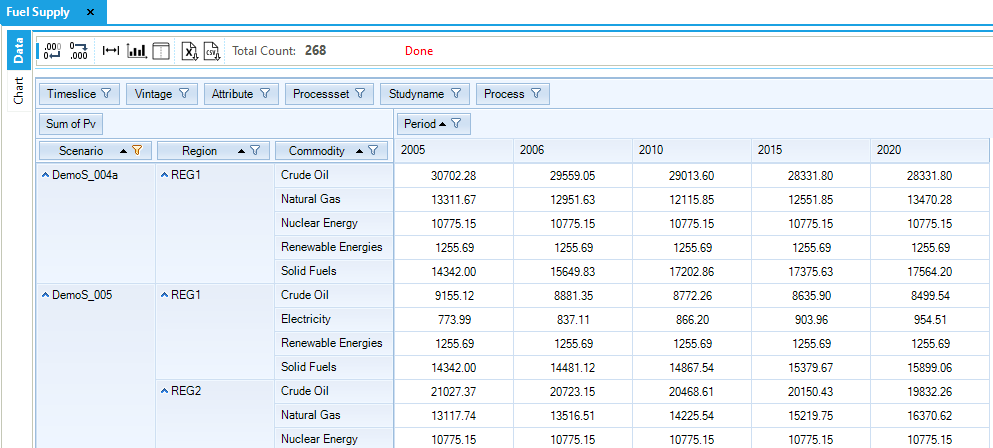 Fuel Supply ×
Data
Chart
.000 .000 X CSV Total Count: 268 Done
Timeslice Vintage Attribute Processset Studyname Process
Sum of Pv Period
Scenario Region Commodity 2005 2006 2010 2015 2020
DemoS_004a REG1 Crude Oil 30702.28 29559.05 29013.60 28331.80 28331.80
Natural Gas 13311.67 12951.63 12115.85 12551.85 13470.28
Nuclear Energy 10775.15 10775.15 10775.15 10775.15 10775.15
Renewable Energies 1255.69 1255.69 1255.69 1255.69 1255.69
Solid Fuels 14342.00 15649.83 17202.86 17375.63 17564.20
DemoS_005 REG1 Crude Oil 9155.12 8881.35 8772.26 8635.90 8499.54
Electricity 773.99 837.11 866.20 903.96 954.51
Renewable Energies 1255.69 1255.69 1255.69 1255.69 1255.69
Solid Fuels 14342.00 14481.12 14867.54 15379.67 15899.06
REG2 Crude Oil 21027.37 20723.15 20468.61 20150.43 19832.26
Natural Gas 13117.74 13516.51 14225.54 15219.75 16370.62
Nuclear Energy 10775.15 10775.15 10775.15 10775.15 10775.15